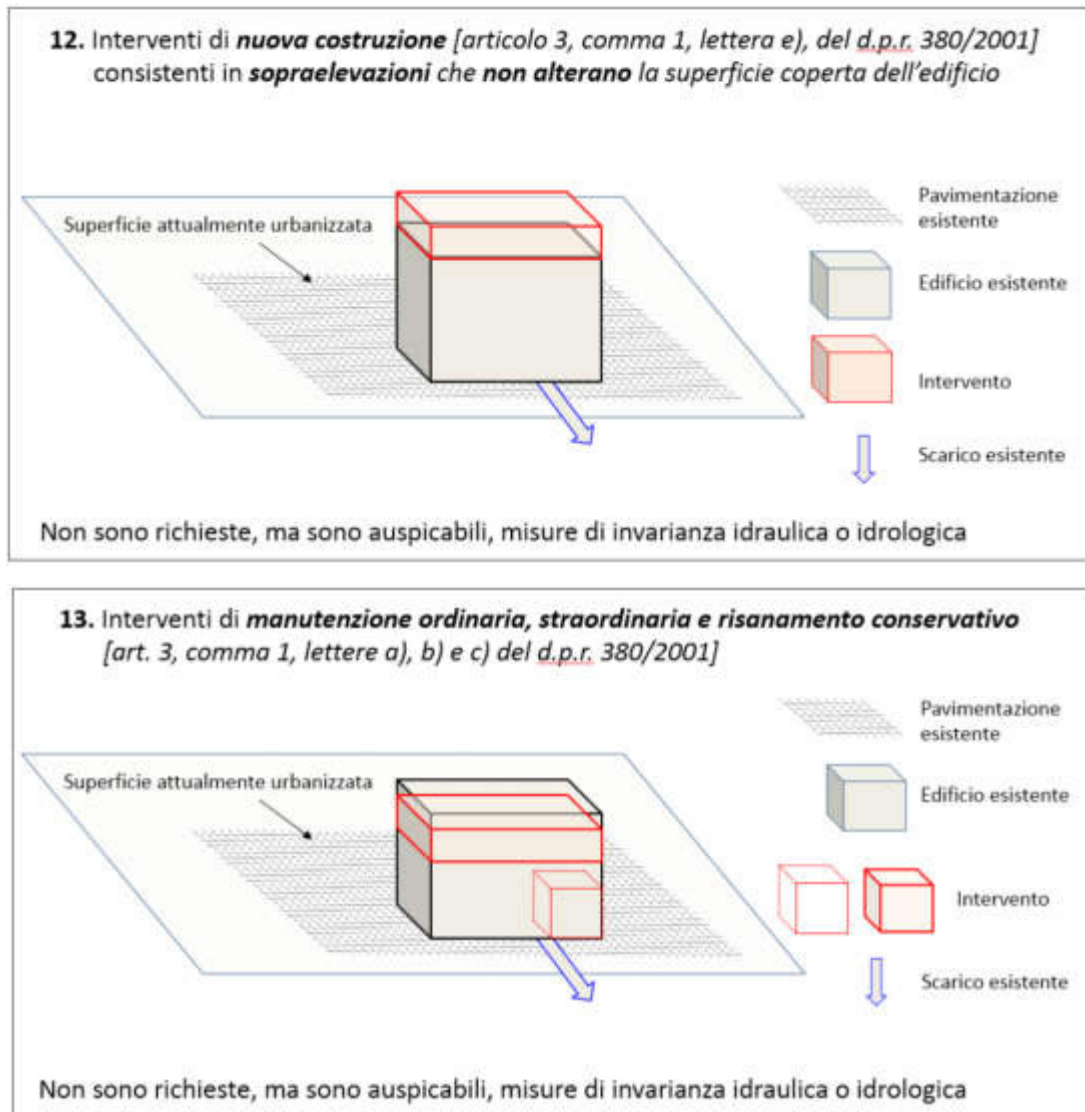 12. Interventi di nuova costruzione [articolo 3, comma 1, lettera e), del d.p.r. 380/2001]
consistenti in sopraelevazioni che non alterano la superficie coperta dell'edificio
Superficie attualmente urbanizzata
Pavimentazione
esistente
Edificio esistente
Intervento
Scarico esistente
Non sono richieste, ma sono auspicabili, misure di invarianza idraulica o idrologica
13. Interventi di manutenzione ordinaria, straordinaria e risanamento conservativo
[art. 3, comma 1, lettere a), b) e c) del d.p.r. 380/2001]
Superficie attualmente urbanizzata
Pavimentazione
esistente
Edificio esistente
Intervento
Scarico esistente
Non sono richieste, ma sono auspicabili, misure di invarianza idraulica o idrologica